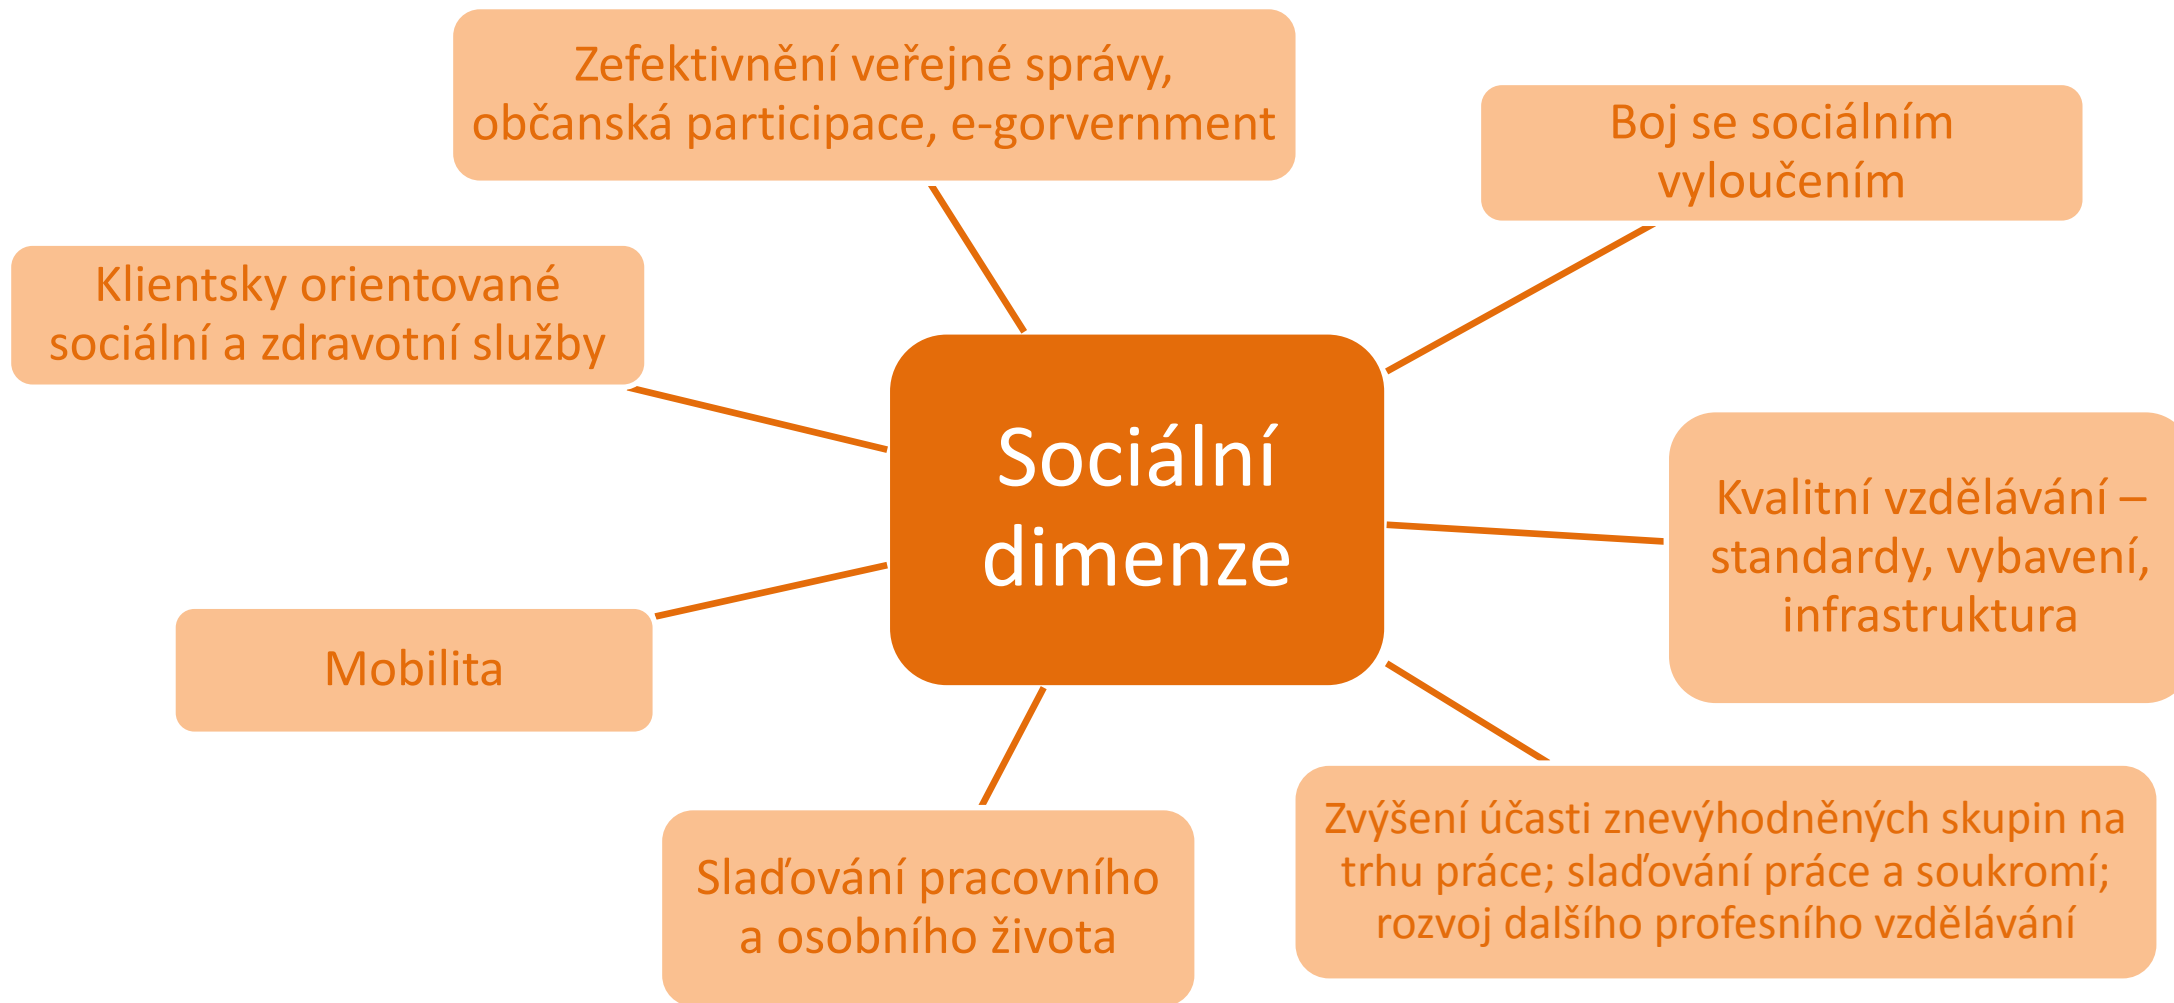 Zefektivnění veřejné správy,
občanská participace, e-gorvernment
Boj se sociálním
vyloučením
Klientsky orientované
sociální a zdravotní služby
Sociální
dimenze
Kvalitní vzdělávání –
standardy, vybavení,
infrastruktura
Mobilita
Zvýšení účasti znevýhodněných skupin na
trhu práce; slaďování práce a soukromí;
rozvoj dalšího profesního vzdělávání
Slaďování pracovního
a osobního života